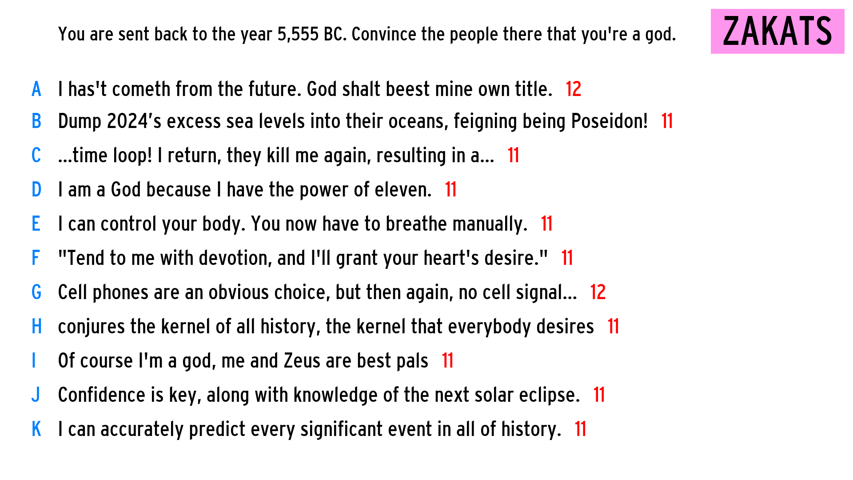 You are sent back to the year 5,555 BC. Convince the people there that you're a god.
ZAKATS
A I has't cometh from the future. God shalt beest mine own title. 12
B Dump 2024's excess sea levels into their oceans, feigning being Poseidon! 11
C ...time loop! I return, they kill me again, resulting in a... 11
D I am a God because I have the power of eleven. 11
E I can control your body. You now have to breathe manually. 11
F "Tend to me with devotion, and I'll grant your heart's desire." 11
G Cell phones are an obvious choice, but then again, no cell signal... 12
H conjures the kernel of all history, the kernel that everybody desires 11
I Of course I'm a god, me and Zeus are best pals 11
J Confidence is key, along with knowledge of the next solar eclipse. 11
K I can accurately predict every significant event in all of history. 11